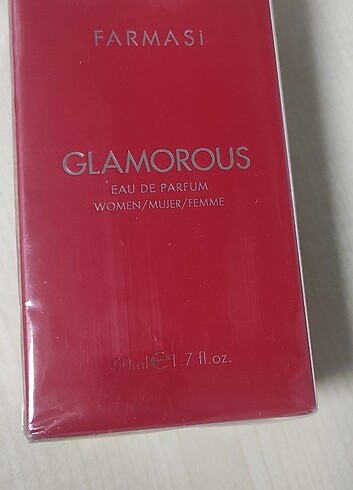 FARMASi
GLAMOROUS
EAU DE PARFUM
WOMEN/MUJER/FEMME
50ml℮1.7 fl.oz.